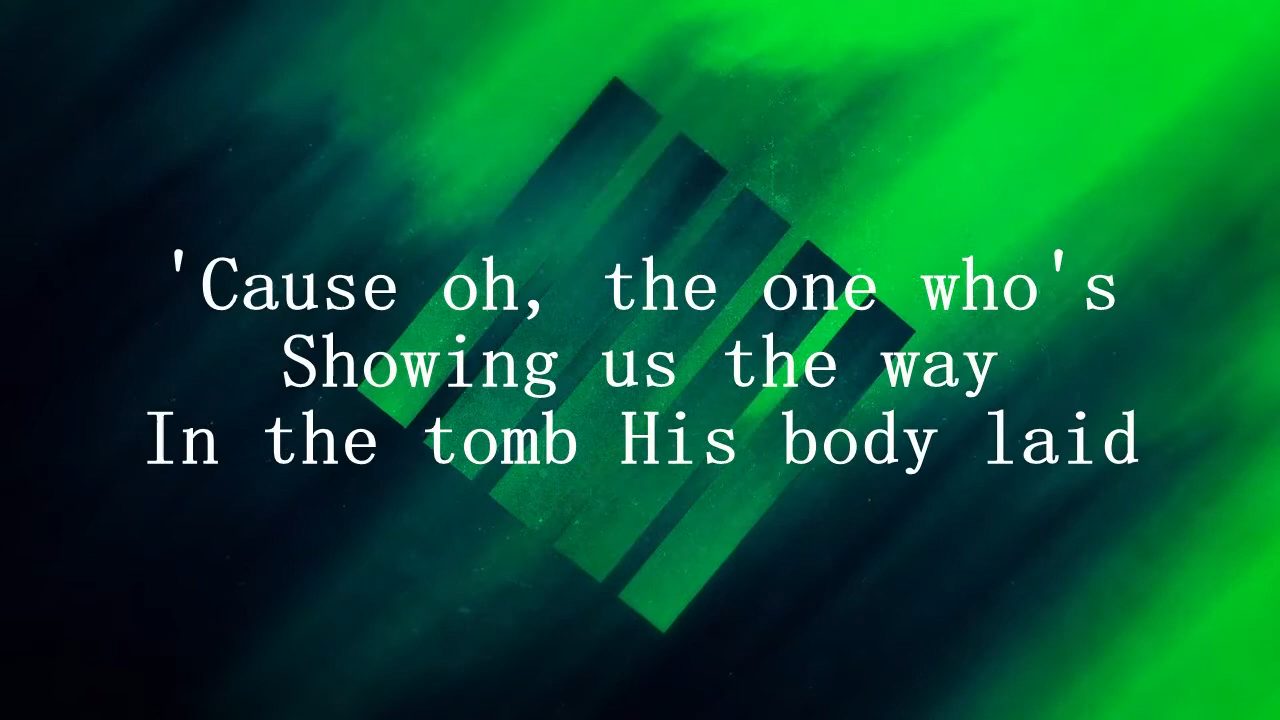 'Cause oh, the one who's
Showing us the way
In the tomb His body laid